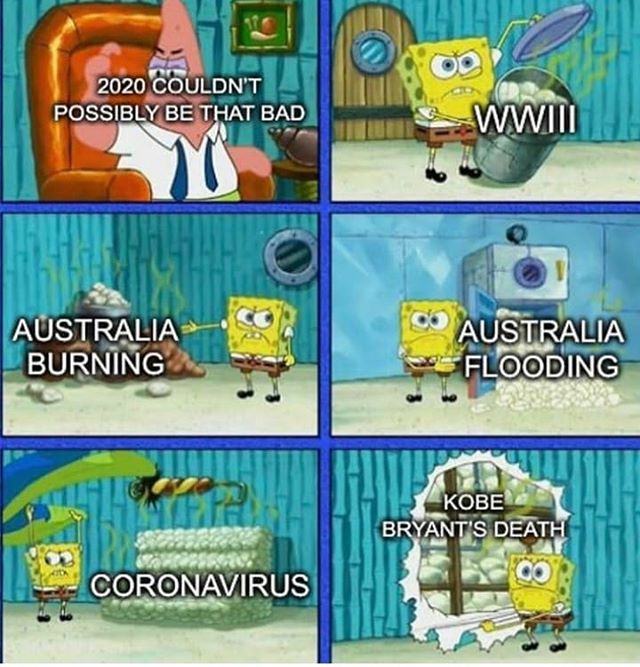 2020 COULDN'T
POSSIBLY BE THAT BAD
WWIII
AUSTRALIA
BURNING
AUSTRALIA
FLOODING
CORONAVIRUS
KOBE
BRYANT'S DEATH